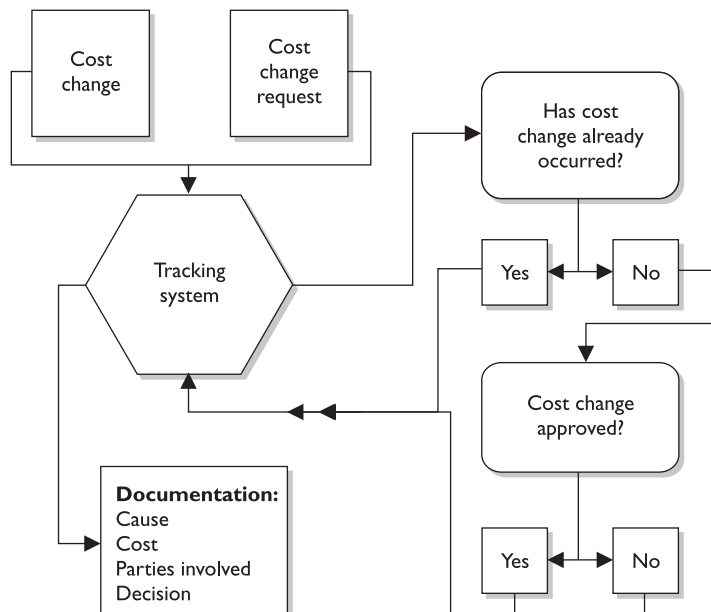 Cost
change
Cost
change
request
Has cost
change already
occurred?
Tracking
system
Yes
No
Cost change
approved?
Documentation:
Cause
Cost
Parties involved
Decision
Yes
No